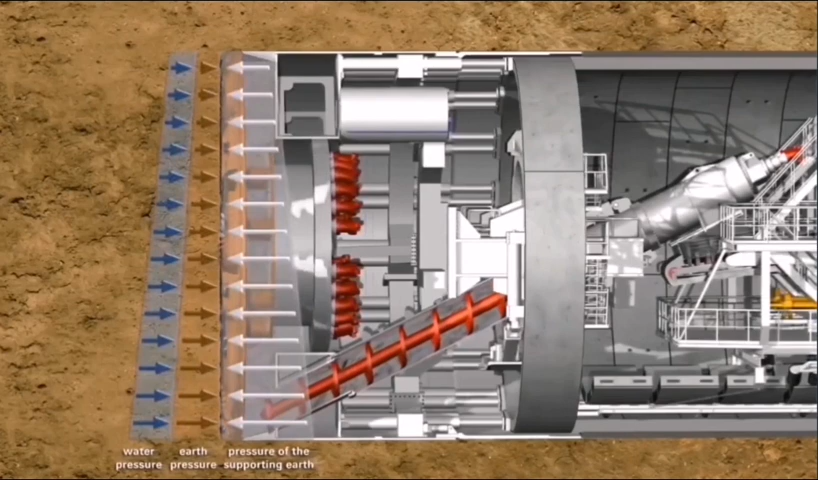 water
pressure
earth
pressure
pressure of the
supporting earth